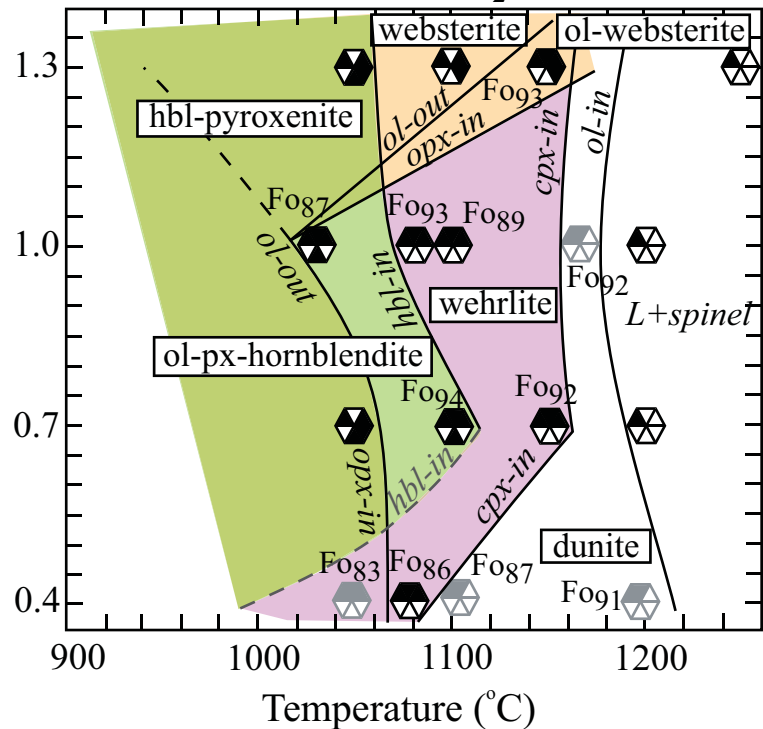 2
websterite
ol-websterite
1.3
Fo93
hbl-pyroxenite
ol-out
opx-in
cpx-in
ol-in
Fo87
Fo93
Fo89
1.0
ol-out
hbl-in
Fo92
wehrlite
L+spinel
ol-px-hornblendite
Fo94
Fo92
0.7
opx-in
hbl-in
cpx-in
dunite
Fo83
Fo86
Fo87
Fo91
0.4
900
1000
1100
1200
Temperature (°C)